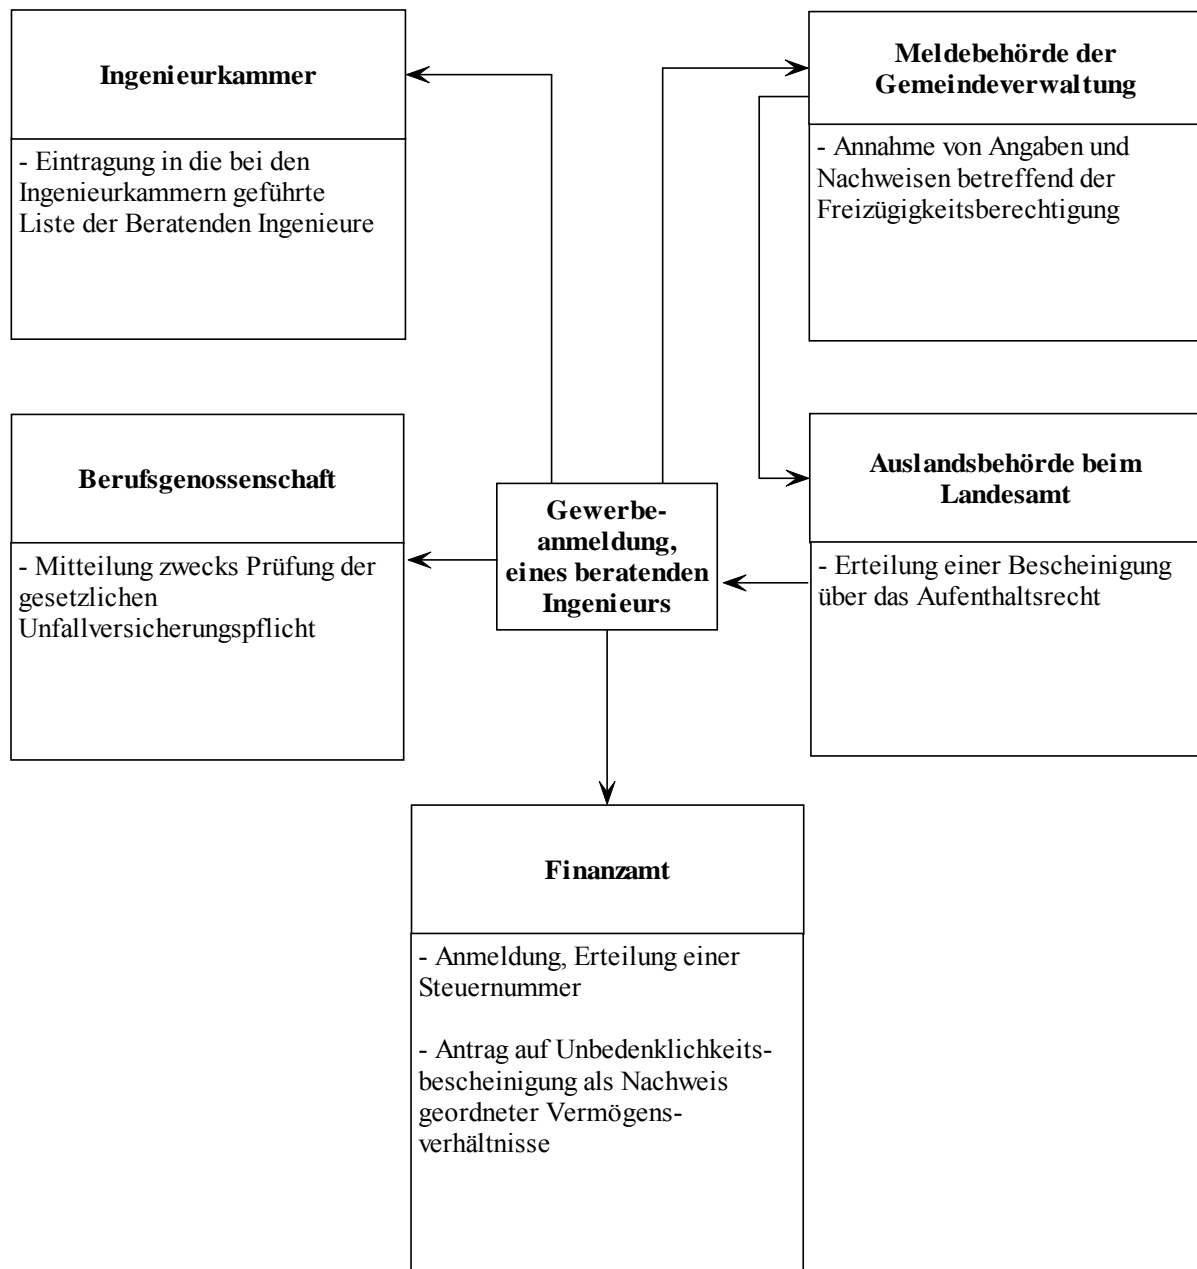 Ingenieurkammer
- Eintragung in die bei den
Ingenieurkammern geführte
Liste der Beratenden Ingenieure
Meldebehörde der
Gemeindeverwaltung
- Annahme von Angaben und
Nachweisen betreffend der
Freizügigkeitsberechtigung
Berufsgenossenschaft
- Mitteilung zwecks Prüfung der
gesetzlichen
Unfallversicherungspflicht
Gewerbe-
anmeldung,
eines beratenden
Ingenieurs
Auslandsbehörde beim
Landesamt
- Erteilung einer Bescheinigung
über das Aufenthaltsrecht
Finanzamt
- Anmeldung, Erteilung einer
Steuernummer
- Antrag auf Unbedenklichkeits-
bescheinigung als Nachweis
geordneter Vermögens-
verhältnisse